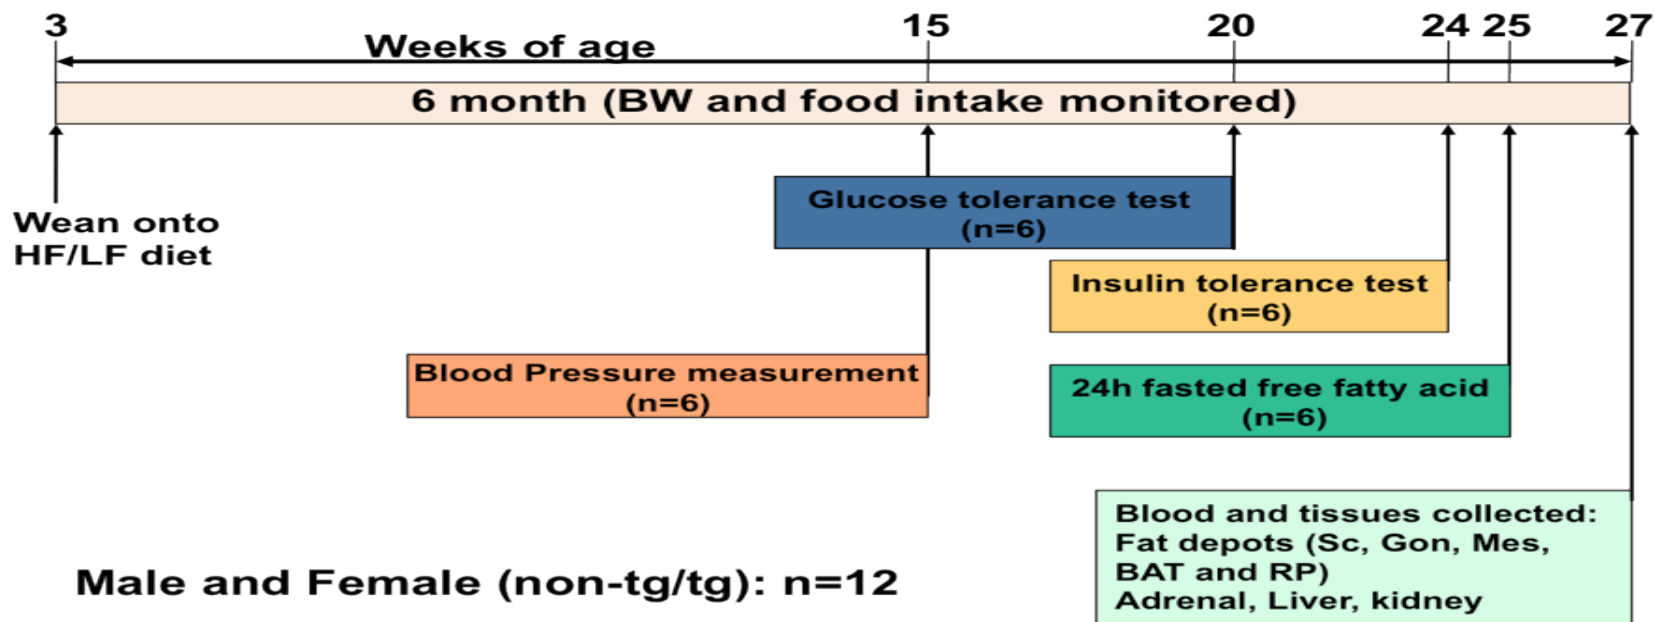 3 15 20 24 25 27
Weeks of age
6 month (BW and food intake monitored)
Wean onto
HF/LF diet
Glucose tolerance test
(n=6)
Insulin tolerance test
(n=6)
Blood Pressure measurement
(n=6)
24h fasted free fatty acid
(n=6)
Blood and tissues collected:
Fat depots (Sc, Gon, Mes,
BAT and RP)
Adrenal, Liver, kidney
Male and Female (non-tg/tg): n=12